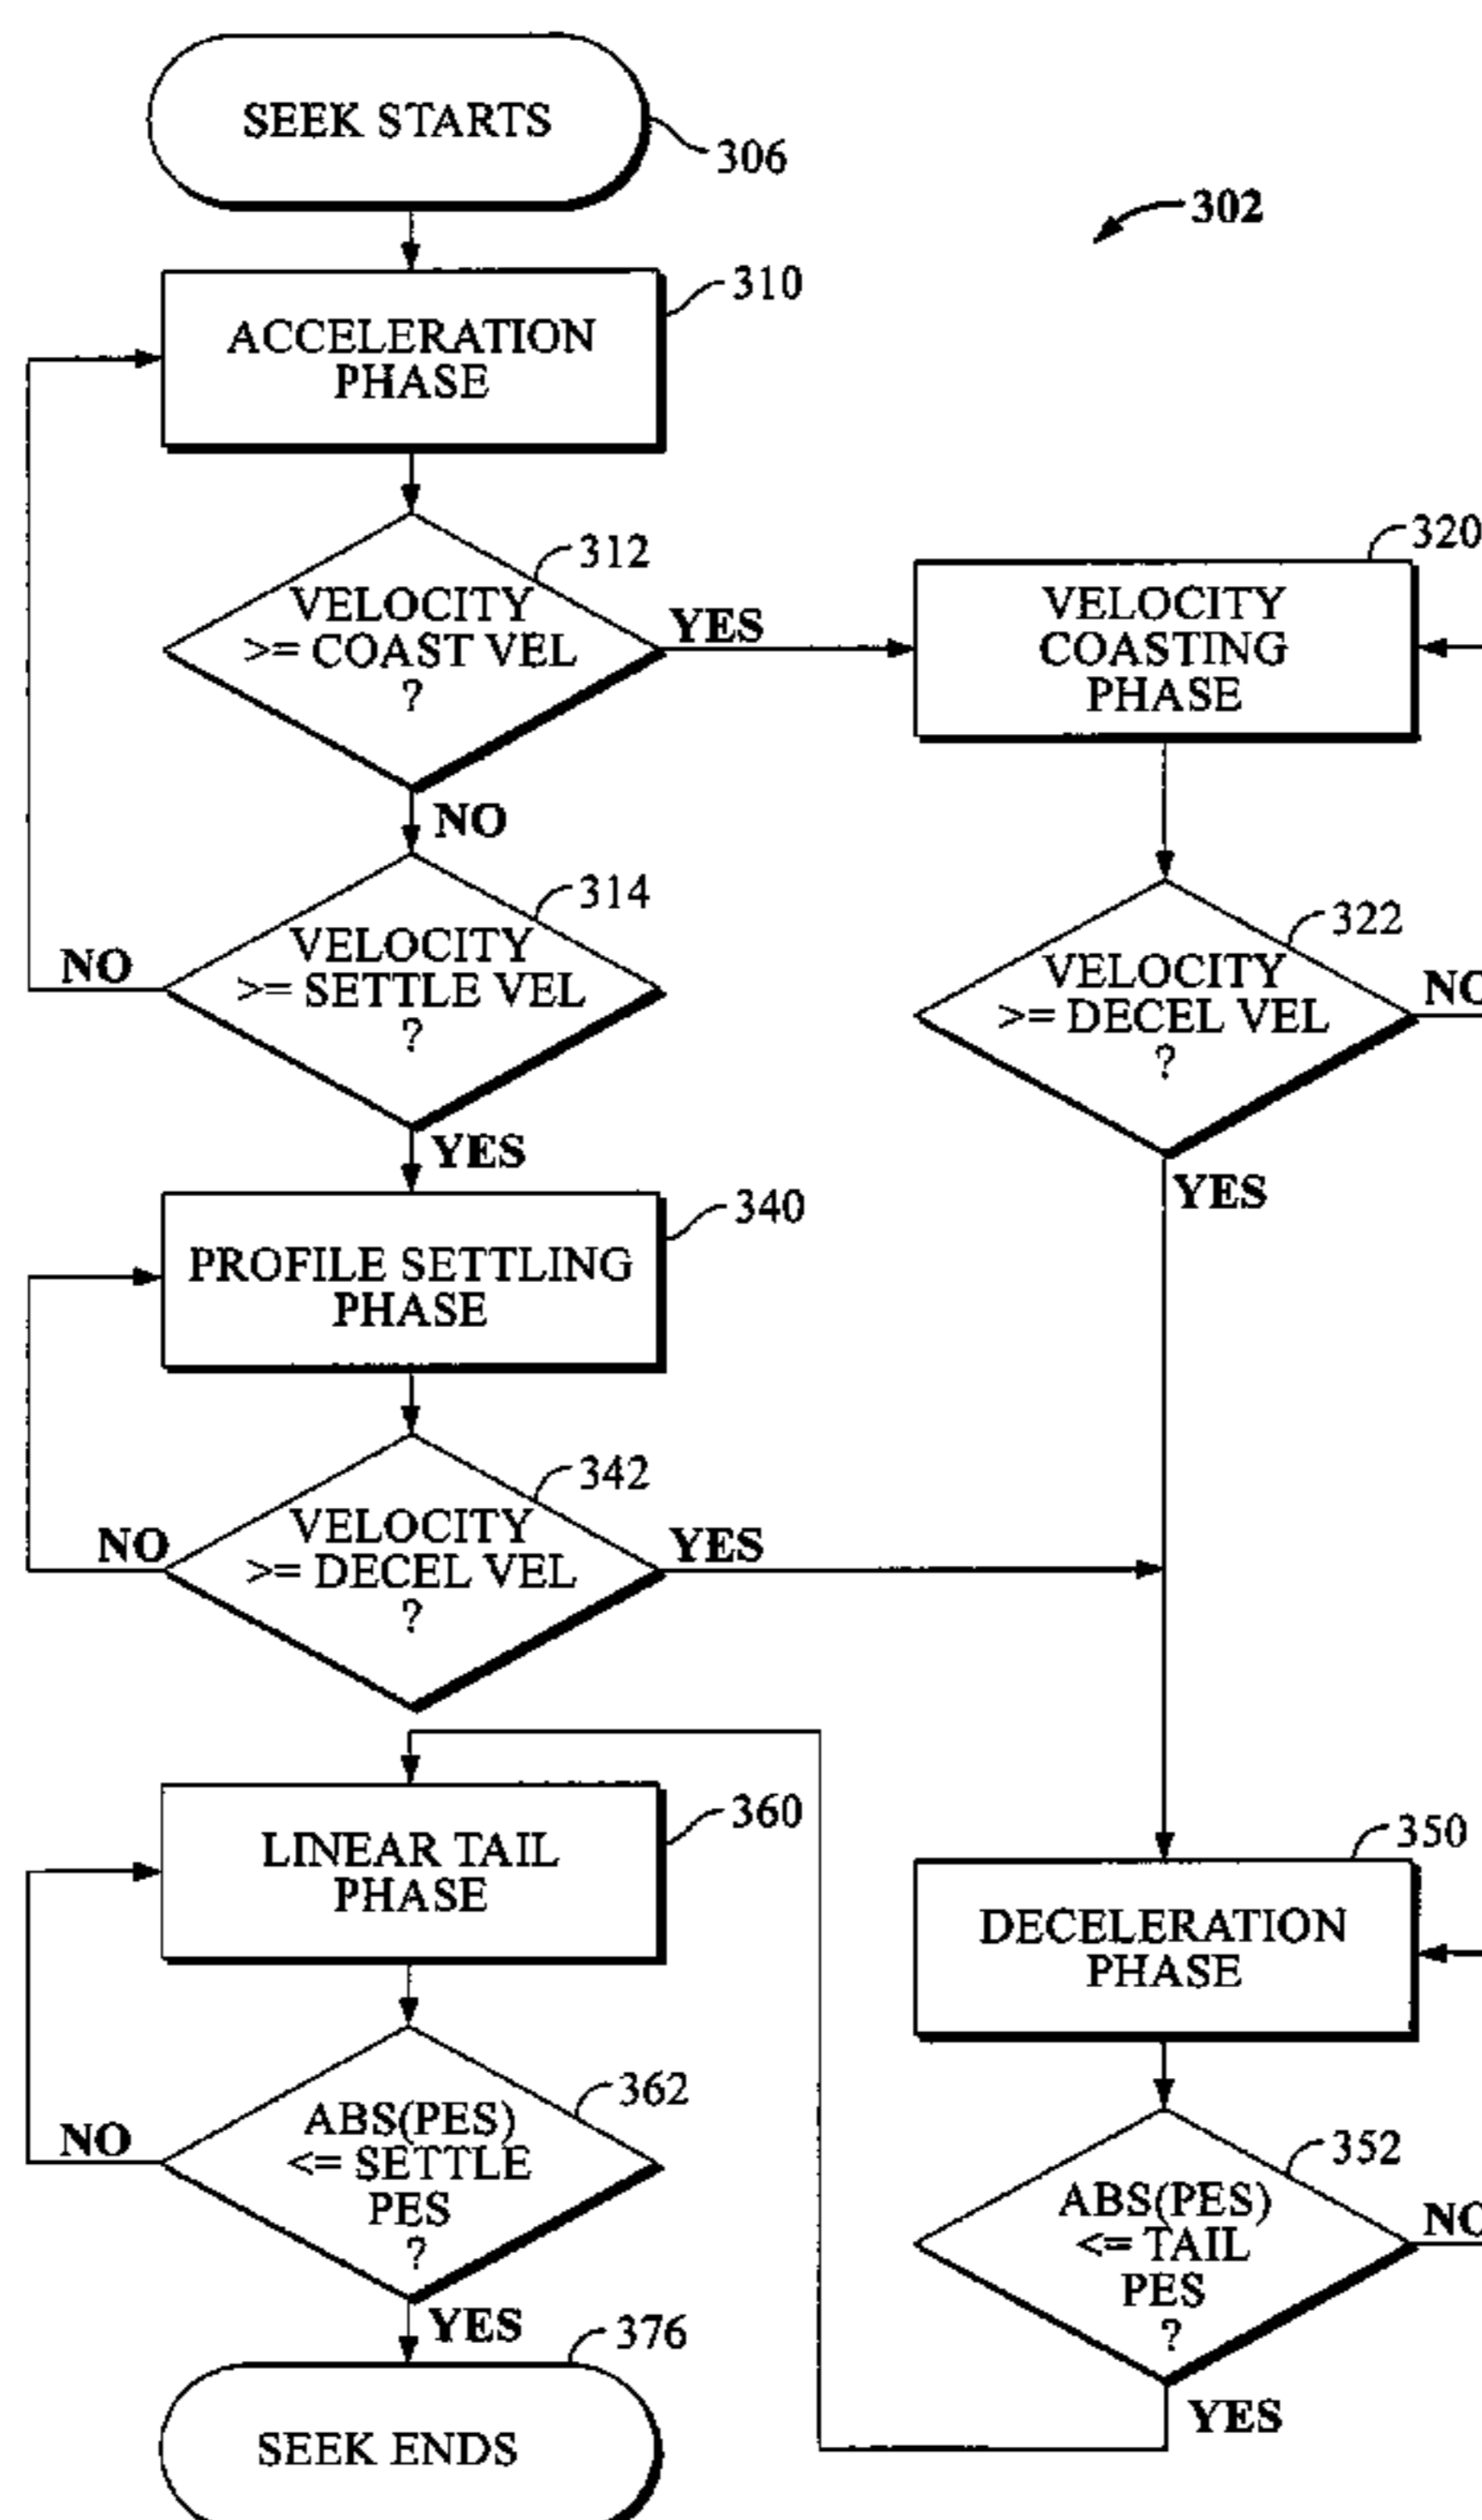 SEEK STARTS
306
302
ACCELERATION
PHASE
310
VELOCITY
>= COAST VEL
?
312
YES
NO
VELOCITY
COASTING
PHASE
320
VELOCITY
>= SETTLE VEL
?
314
NO
YES
VELOCITY
>= DECEL VEL
?
322
NO
YES
PROFILE SETTLING
PHASE
340
VELOCITY
>= DECEL VEL
?
342
NO
YES
LINEAR TAIL
PHASE
360
DECELERATION
PHASE
350
ABS(PES)
<= SETTLE
PES
?
362
NO
YES
ABS(PES)
<= TAIL
PES
?
352
NO
YES
SEEK ENDS
376